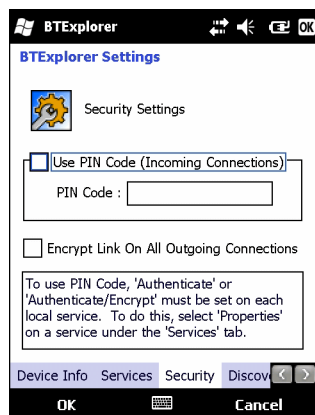 BTExplorer OK
BTExplorer Settings
Security Settings
Use PIN Code (Incoming Connections)
PIN Code :
Encrypt Link On All Outgoing Connections
To use PIN Code, 'Authenticate' or
'Authenticate/Encrypt' must be set on each
local service. To do this, select 'Properties'
on a service under the 'Services' tab.
Device Info Services Security Discov
OK Cancel